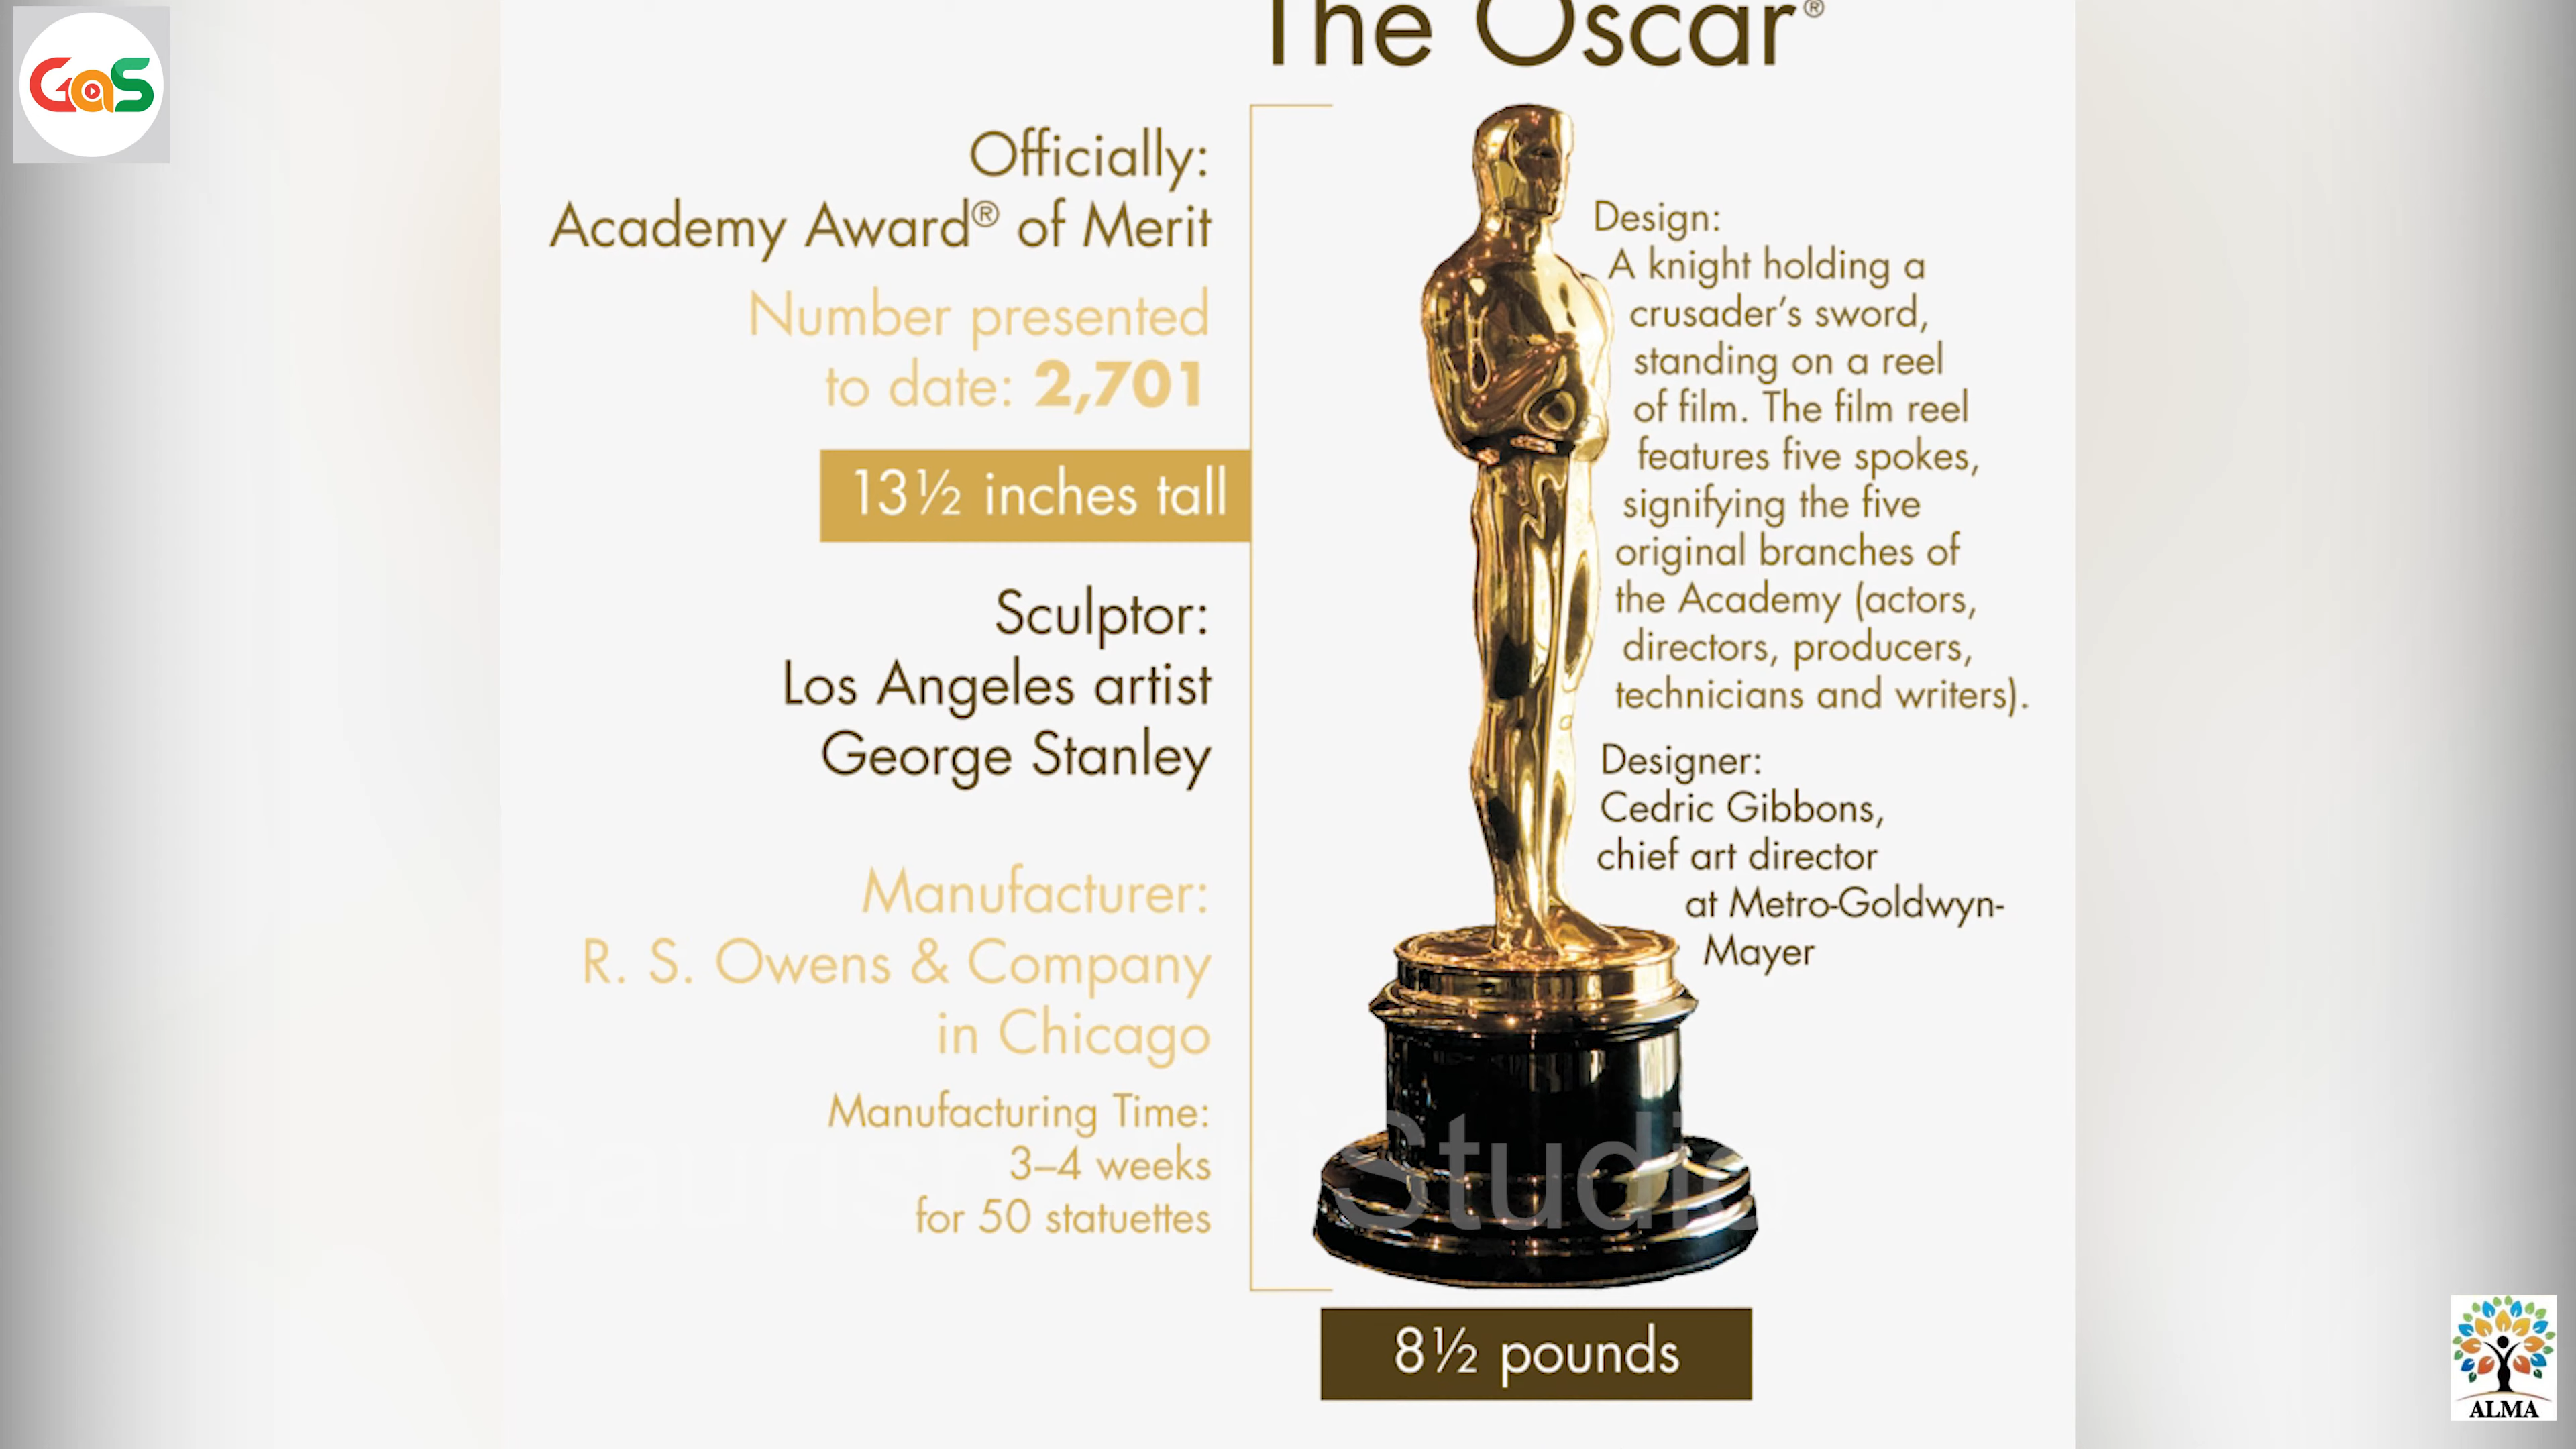 GaS
The Oscar®
Officially:
Academy Award® of Merit
Number presented
to date: 2,701
13½ inches tall
Sculptor:
Los Angeles artist
George Stanley
Manufacturer:
R. S. Owens & Company
in Chicago
Manufacturing Time:
3–4 weeks
for 50 statuettes
Design:
A knight holding a
crusader's sword,
standing on a reel
of film. The film reel
features five spokes,
signifying the five
original branches of
the Academy (actors,
directors, producers,
technicians and writers).
Designer:
Cedric Gibbons,
chief art director
at Metro-Goldwyn-
Mayer
Studio
8½ pounds
ALMA